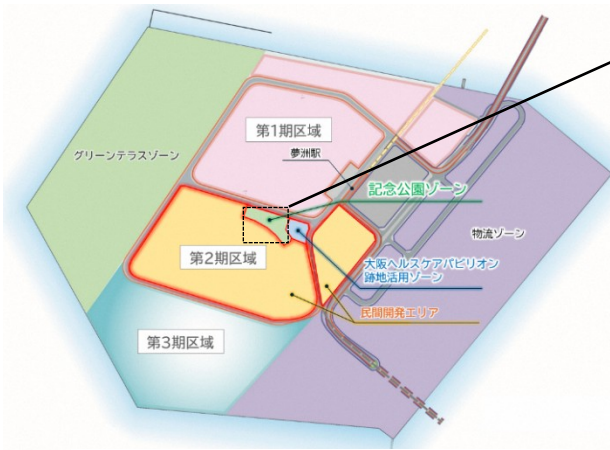 第1期区域
グリーンテラスゾーン
夢洲駅
記念公園ゾーン
物流ゾーン
第2期区域
大阪ヘルスケアパビリオン
跡地活用ゾーン
民間開発エリア
第3期区域